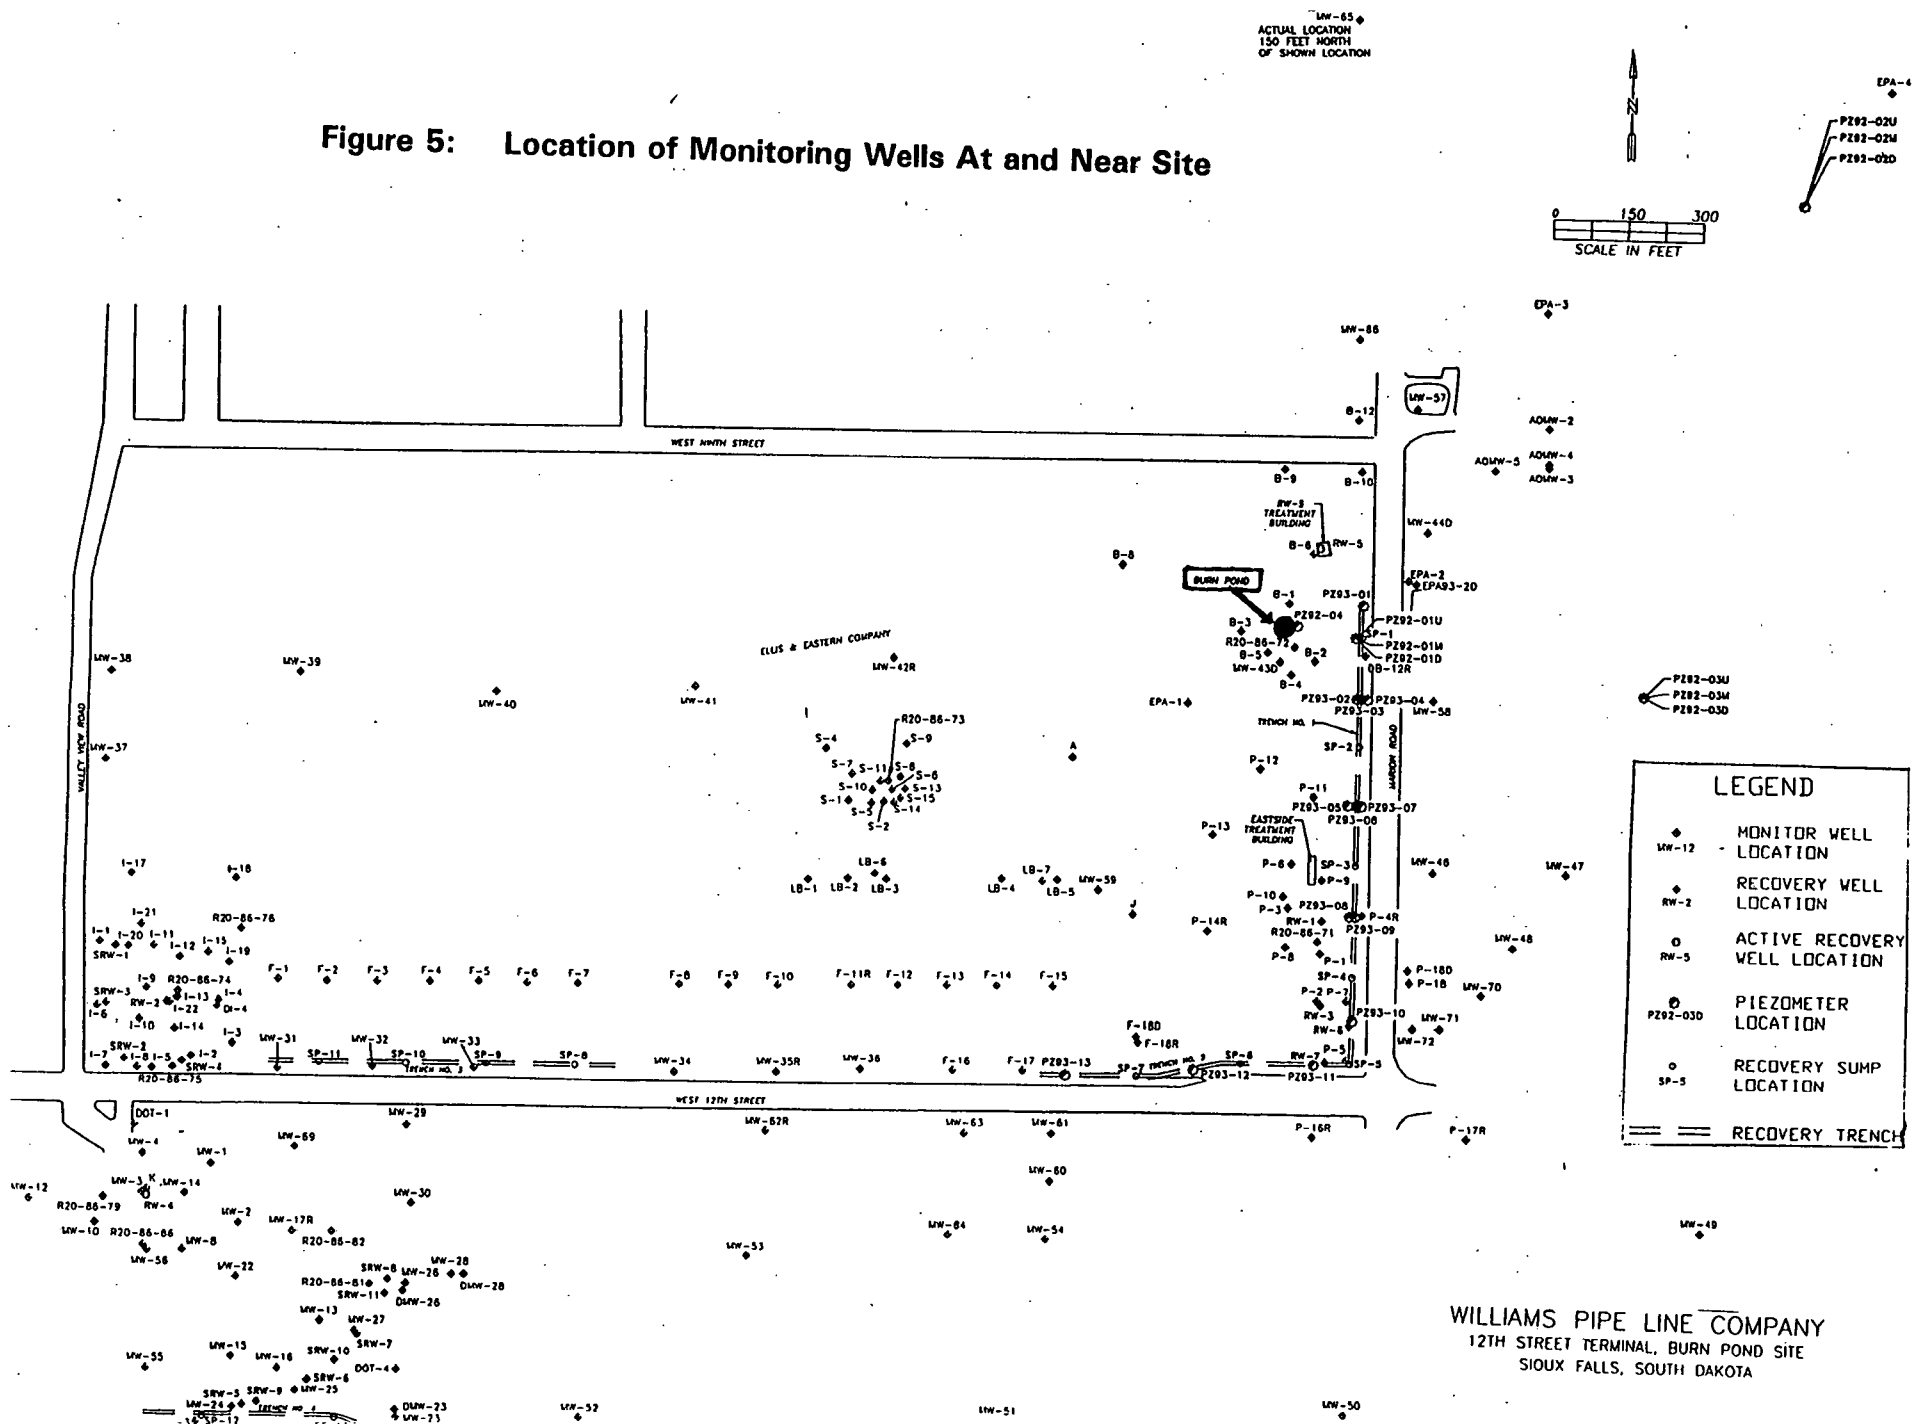 MW-65
ACTUAL LOCATION
150 FEET NORTH
OF SHOWN LOCATION
EPA-4
PZ92-02U
PZ92-02M
PZ92-02D
Figure 5: Location of Monitoring Wells At and Near Site
N
0 150 300
SCALE IN FEET
EPA-3
MW-66
MW-57
B-12
AOMW-2
WEST NINTH STREET
AOMW-5
AOMW-4
AOMW-3
B-9
B-10
RW-5
TREATMENT
BUILDING
MW-44D
B-6
RW-5
B-8
BURN POND
EPA-2
EPA93-2D
B-1
PZ93-01
PZ92-04
B-3
PZ92-01U
SP-1
R20-86-72
PZ92-01M
PZ92-01D
B-5
B-2
B-12R
MW-43D
B-4
ELLIS & EASTERN COMPANY
MW-42R
MW-38
MW-39
MW-40
MW-41
EPA-1
PZ93-02
PZ93-04
PZ93-03
MW-58
PZ92-03U
PZ92-03M
PZ92-03D
TRENCH NO. 1
R20-86-73
S-4
S-9
A
SP-2
MARION ROAD
VALLEY VIEW ROAD
MW-37
S-7
S-11
S-8
S-6
S-10
S-13
S-1
S-15
S-5
S-14
S-2
P-12
P-11
PZ93-05
PZ93-07
PZ93-06
EASTSIDE
TREATMENT
BUILDING
P-13
P-6
SP-3
P-9
MW-46
MW-47
I-17
I-18
LB-6
LB-1
LB-2
LB-3
LB-4
LB-7
LB-5
MW-59
P-10
J
P-3
PZ93-08
P-4R
PZ93-09
P-14R
RW-1
R20-86-71
P-8
P-1
MW-48
I-21
R20-86-76
I-1
I-20
I-11
I-12
I-15
I-19
SRW-1
F-1
F-2
F-3
F-4
F-5
F-6
F-7
F-8
F-9
F-10
F-11R
F-12
F-13
F-14
F-15
SP-4
P-18D
P-18
MW-70
I-9
R20-86-74
SRW-3
RW-2
I-13
I-4
I-22
DI-4
I-6
I-10
I-14
I-3
P-2
P-7
RW-3
PZ93-10
RW-6
MW-71
MW-72
F-18D
F-18R
MW-31
MW-32
MW-33
SRW-2
I-7
I-8
I-5
I-2
SRW-4
R20-86-75
SP-11
SP-10
TRENCH NO. 3
SP-9
SP-8
MW-34
MW-35R
MW-36
F-16
F-17
PZ93-13
SP-7
TRENCH NO. 2
SP-6
PZ93-12
RW-7
P-5
PZ93-11
SP-5
WEST 12TH STREET
DOT-1
MW-29
MW-62R
MW-63
MW-61
P-16R
P-17R
MW-4
MW-69
MW-1
MW-12
MW-3
K
MW-14
R20-86-79
RW-4
MW-30
MW-60
MW-10
MW-2
MW-17R
R20-86-86
MW-8
R20-86-82
MW-56
MW-53
MW-64
MW-54
MW-49
MW-22
SRW-8
MW-28
R20-86-81
MW-26
DMW-28
SRW-11
DMW-26
MW-13
MW-27
SRW-7
MW-15
MW-16
SRW-10
DOT-4
MW-55
SRW-6
MW-25
SRW-5
SRW-9
MW-24
TRENCH NO. 4
SP-12
DMW-23
MW-23
MW-52
MW-51
MW-50
LEGEND
MW-12
MONITOR WELL
LOCATION
RW-2
RECOVERY WELL
LOCATION
RW-5
ACTIVE RECOVERY
WELL LOCATION
PZ92-03D
PIEZOMETER
LOCATION
SP-5
RECOVERY SUMP
LOCATION
RECOVERY TRENCH
WILLIAMS PIPE LINE COMPANY
12TH STREET TERMINAL, BURN POND SITE
SIOUX FALLS, SOUTH DAKOTA